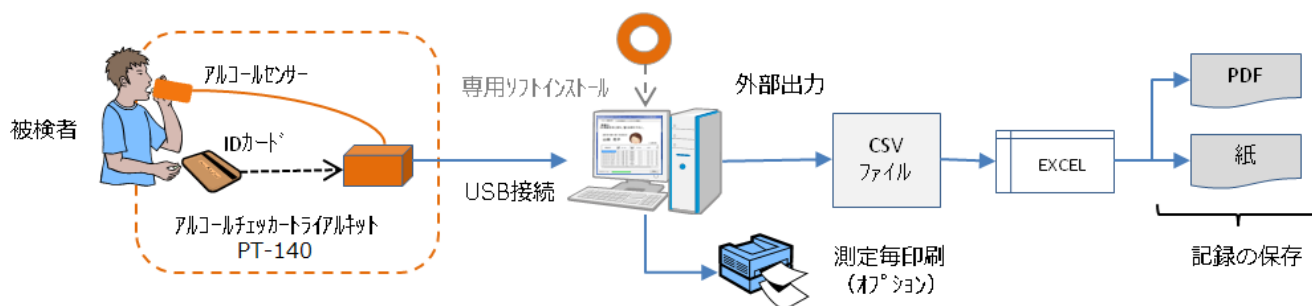 被検者
アルコールセンサー
IDカード
アルコールチェッカートライアルキット
PT-140
専用ソフトインストール
USB接続
外部出力
CSV
ファイル
測定毎印刷
（オプション）
EXCEL
PDF
紙
記録の保存